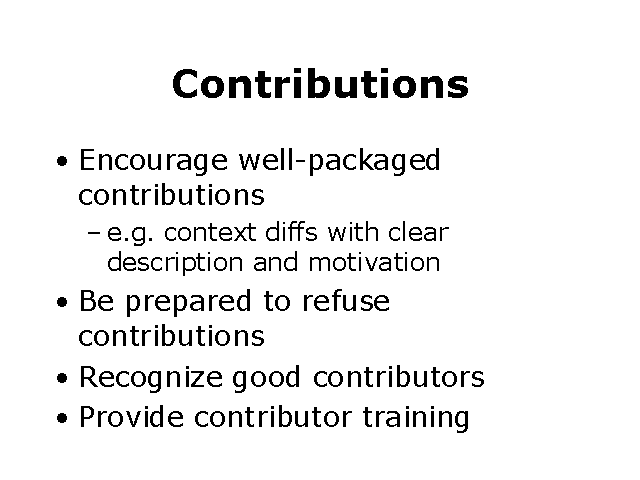 Contributions
• Encourage well-packaged
contributions
– e.g. context diffs with clear
description and motivation
• Be prepared to refuse
contributions
• Recognize good contributors
• Provide contributor training